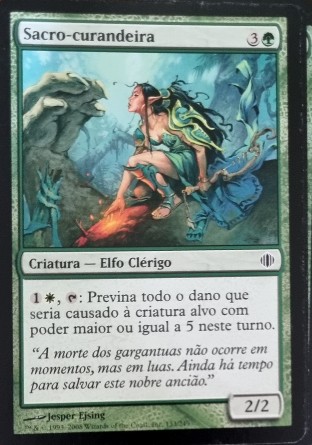 Sacro-curandeira 3
Criatura — Elfo Clérigo
1 , : Previna todo o dano que
seria causado à criatura alvo com
poder maior ou igual a 5 neste turno.
"A morte dos gargantuas não ocorre em
momentos, mas em luas. Ainda há tempo
para salvar este nobre ancião."
Jesper Ejsing
2/2